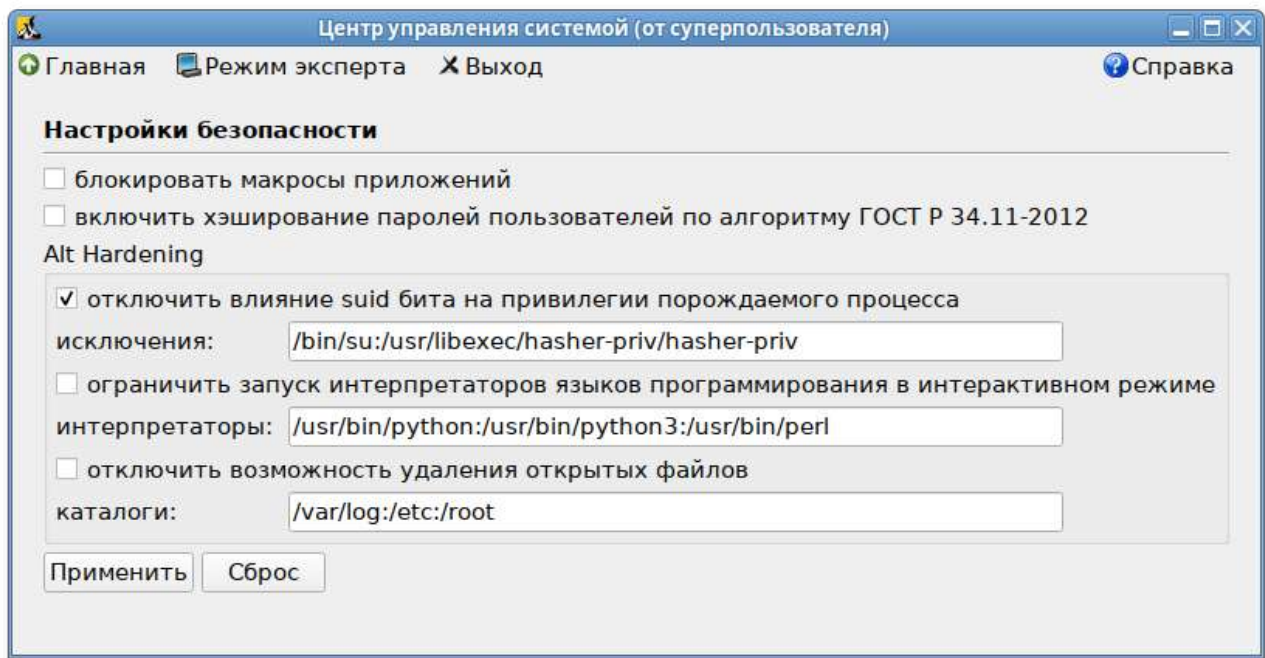 Центр управления системой (от суперпользователя)
Главная Режим эксперта Выход Справка
Настройки безопасности
блокировать макросы приложений
включить хэширование паролей пользователей по алгоритму ГОСТ Р 34.11-2012
Alt Hardening
отключить влияние suid бита на привилегии порождаемого процесса
исключения: /bin/su:/usr/libexec/hasher-priv/hasher-priv
ограничить запуск интерпретаторов языков программирования в интерактивном режиме
интерпретаторы: /usr/bin/python:/usr/bin/python3:/usr/bin/perl
отключить возможность удаления открытых файлов
каталоги: /var/log:/etc:/root
Применить Сброс